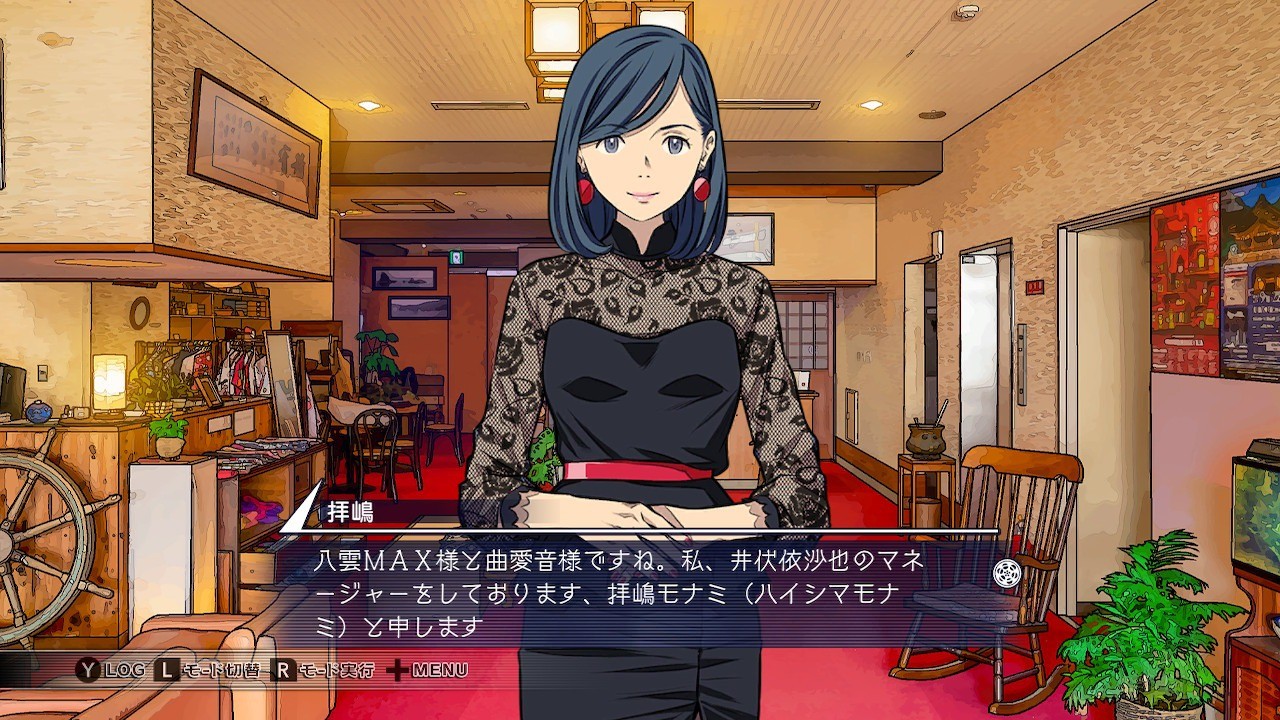 拝嶋
八雲ＭＡＸ様と曲愛音様ですね。私、井伏依沙也のマネ
ージャーをしております、拝嶋モナミ（ハイシマモナ
ミ）と申します
Y LOG L モード切替 R モード実行 + MENU